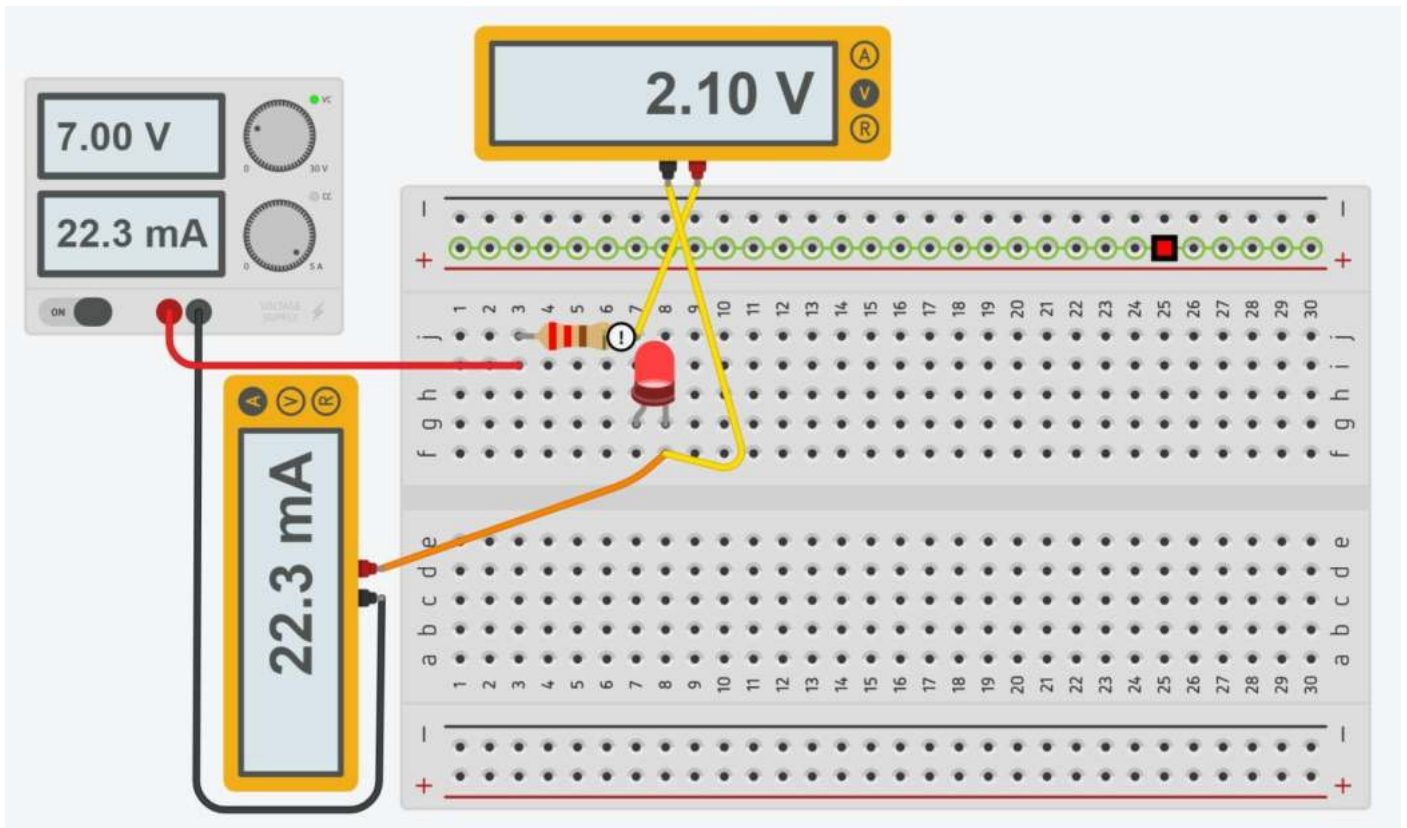 2.10 V
A
V
R
7.00 V
VC
0
30 V
22.3 mA
CC
0
5 A
ON
VOLTAGE
SUPPLY
A V R
22.3 mA
− −
+ +
1 2 3 4 5 6 7 8 9 10 11 12 13 14 15 16 17 18 19 20 21 22 23 24 25 26 27 28 29 30
j ! j
i i
h h
g g
f f
e e
d d
c c
b b
a a
1 2 3 4 5 6 7 8 9 10 11 12 13 14 15 16 17 18 19 20 21 22 23 24 25 26 27 28 29 30
− −
+ +